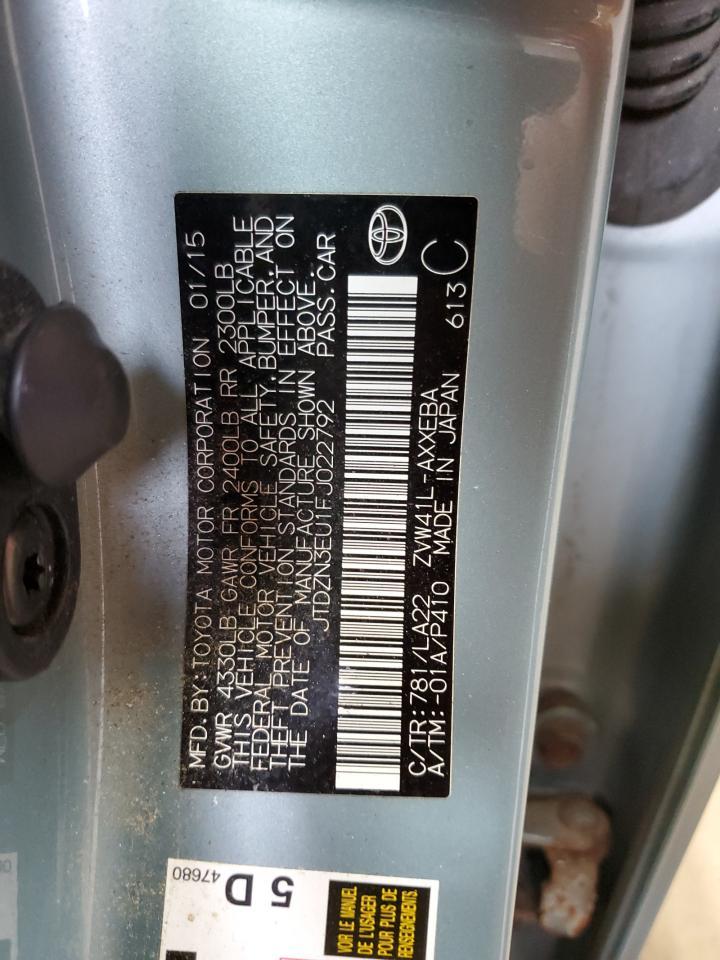 MFD. BY: TOYOTA MOTOR CORPORATION 01/15
GVWR 4330LB GAWR FR 2400LB RR 2300LB
THIS VEHICLE CONFORMS TO ALL APPLICABLE
FEDERAL MOTOR VEHICLE SAFETY, BUMPER, AND
THEFT PREVENTION STANDARDS IN EFFECT ON
THE DATE OF MANUFACTURE SHOWN ABOVE.
JTDZN3EU1FJ022792 PASS. CAR
C/TR: 781/LA22 ZVW41L-AXXEBA
A/TM: -01A/P410 MADE IN JAPAN 613 C
47680
5 D
VOIR LE MANUEL
DE L'USAGER
POUR PLUS DE
RENSEIGNEMENTS.